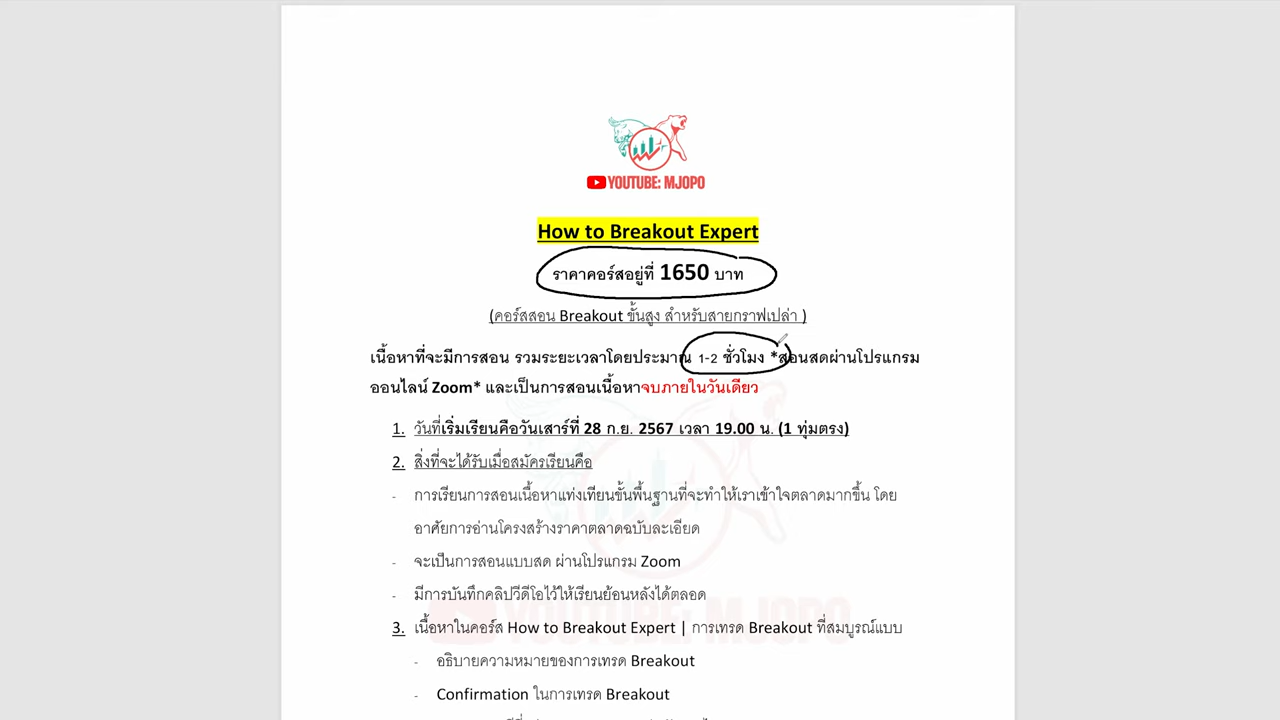 YOUTUBE: MJOPO
How to Breakout Expert
ราคาคอร์สอยู่ที่ 1650 บาท
(คอร์สสอน Breakout ขั้นสูง สำหรับสายกราฟเปล่า )
เนื้อหาที่จะมีการสอน รวมระยะเวลาโดยประมาณ 1-2 ชั่วโมง *สอนสดผ่านโปรแกรม
ออนไลน์ Zoom* และเป็นการสอนเนื้อหาจบภายในวันเดียว
1. วันที่เริ่มเรียนคือวันเสาร์ที่ 28 ก.ย. 2567 เวลา 19.00 น. (1 ทุ่มตรง)
2. สิ่งที่จะได้รับเมื่อสมัครเรียนคือ
- การเรียนการสอนเนื้อหาแท่งเทียนขั้นพื้นฐานที่จะทำให้เราเข้าใจตลาดมากขึ้น โดย
อาศัยการอ่านโครงสร้างราคาตลาดฉบับละเอียด
- จะเป็นการสอนแบบสด ผ่านโปรแกรม Zoom
- มีการบันทึกคลิปวีดีโอไว้ให้เรียนย้อนหลังได้ตลอด
YOUTUBE: MJOPO
3. เนื้อหาในคอร์ส How to Breakout Expert | การเทรด Breakout ที่สมบูรณ์แบบ
- อธิบายความหมายของการเทรด Breakout
- Confirmation ในการเทรด Breakout